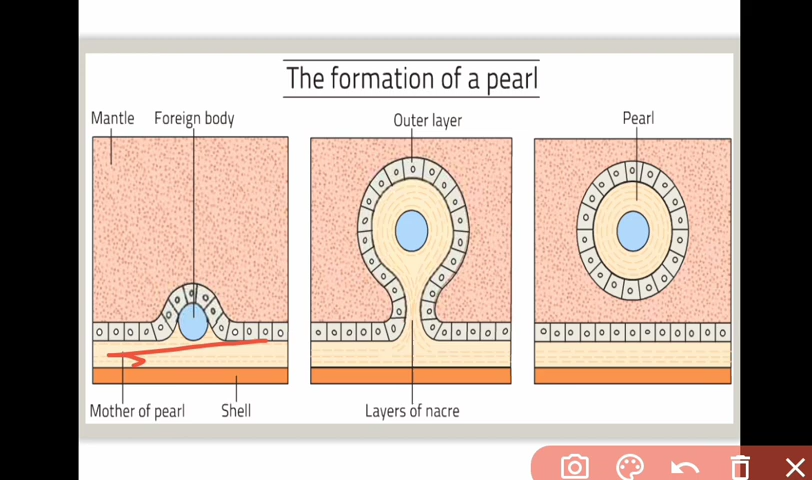 The formation of a pearl
Mantle Foreign body Outer layer Pearl
Mother of pearl Shell Layers of nacre